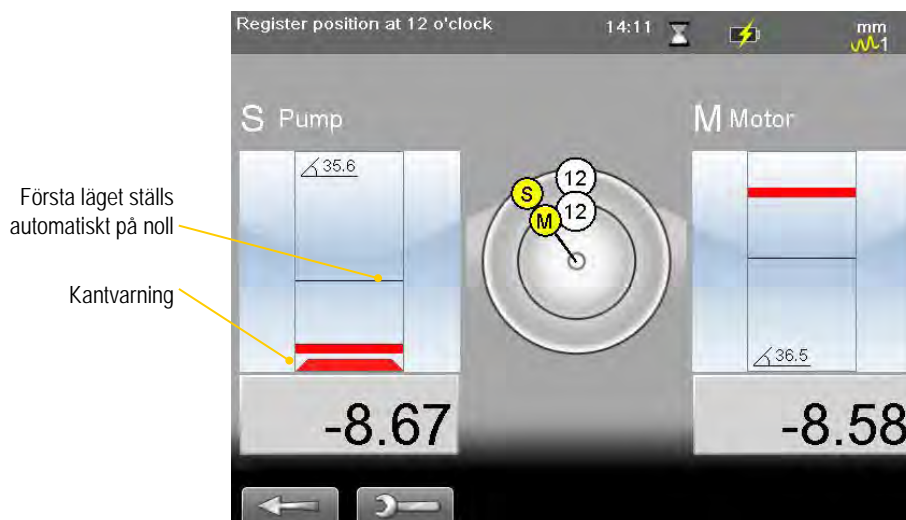 Register position at 12 o'clock
14:11
mm
1
S Pump
M Motor
35.6
Första läget ställs
automatiskt på noll
Kantvarning
S
12
M
12
36.5
-8.67
-8.58